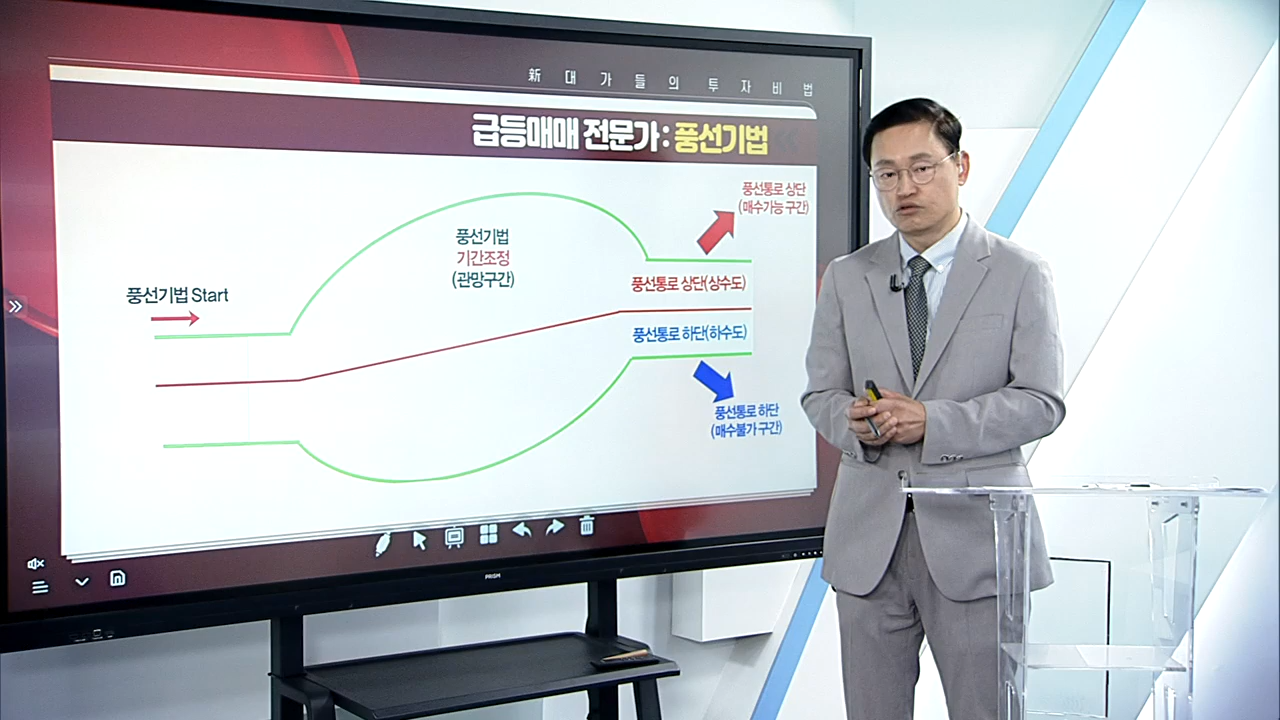 新 대 가 들 의 투 자 비 법
급등매매 전문가 : 풍선기법
풍선통로 상단
(매수가능 구간)
풍선기법
기간조정
(관망구간)
풍선기법 Start
풍선통로 상단(상수도)
풍선통로 하단(하수도)
풍선통로 하단
(매수불가 구간)
PRISM